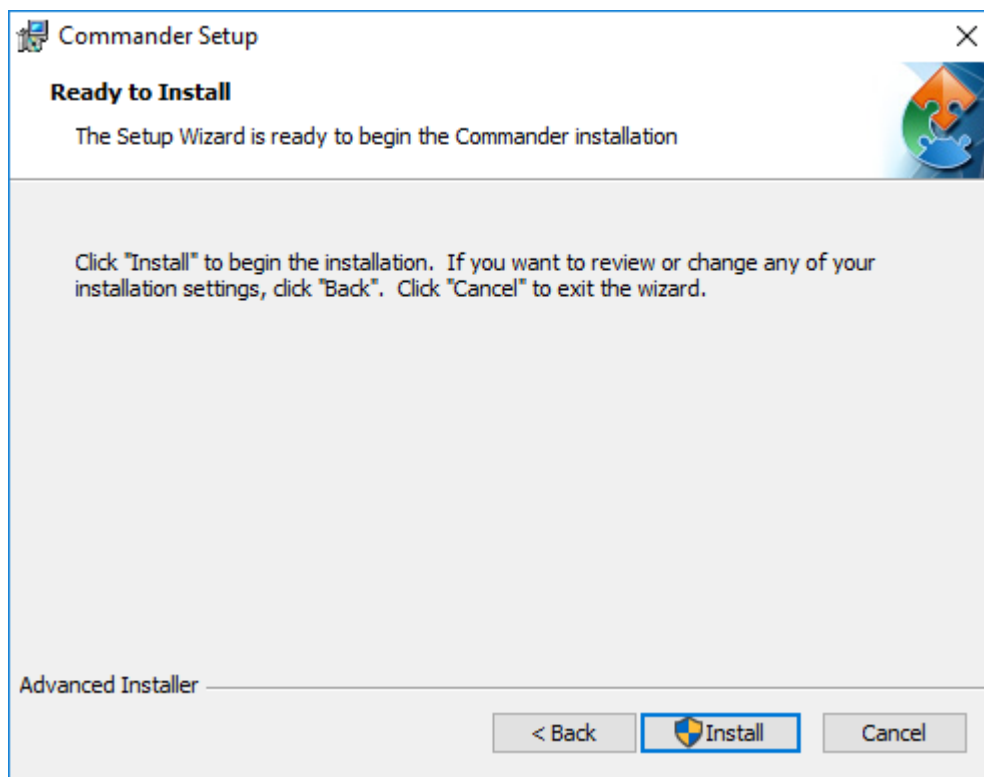 Commander Setup
Ready to Install
The Setup Wizard is ready to begin the Commander installation
Click "Install" to begin the installation.  If you want to review or change any of your
installation settings, click "Back".  Click "Cancel" to exit the wizard.
Advanced Installer
< Back
Install
Cancel